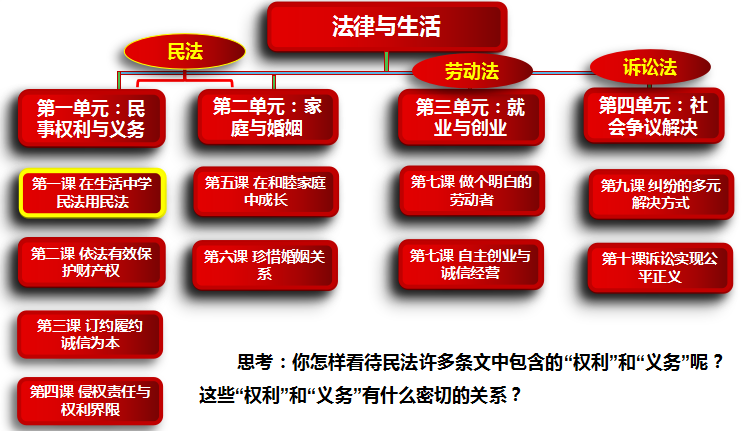 法律与生活
民法
劳动法
诉讼法
第一单元：民
事权利与义务
第二单元：家
庭与婚姻
第三单元：就
业与创业
第四单元：社
会争议解决
第一课 在生活中学
民法用民法
第五课 在和睦家庭
中成长
第七课 做个明白的
劳动者
第九课 纠纷的多元
解决方式
第二课 依法有效保
护财产权
第六课 珍惜婚姻关
系
第七课 自主创业与
诚信经营
第十课诉讼实现公
平正义
第三课 订约履约
诚信为本
第四课 侵权责任与
权利界限
思考：你怎样看待民法许多条文中包含的“权利”和“义务”呢？
这些“权利”和“义务”有什么密切的关系？